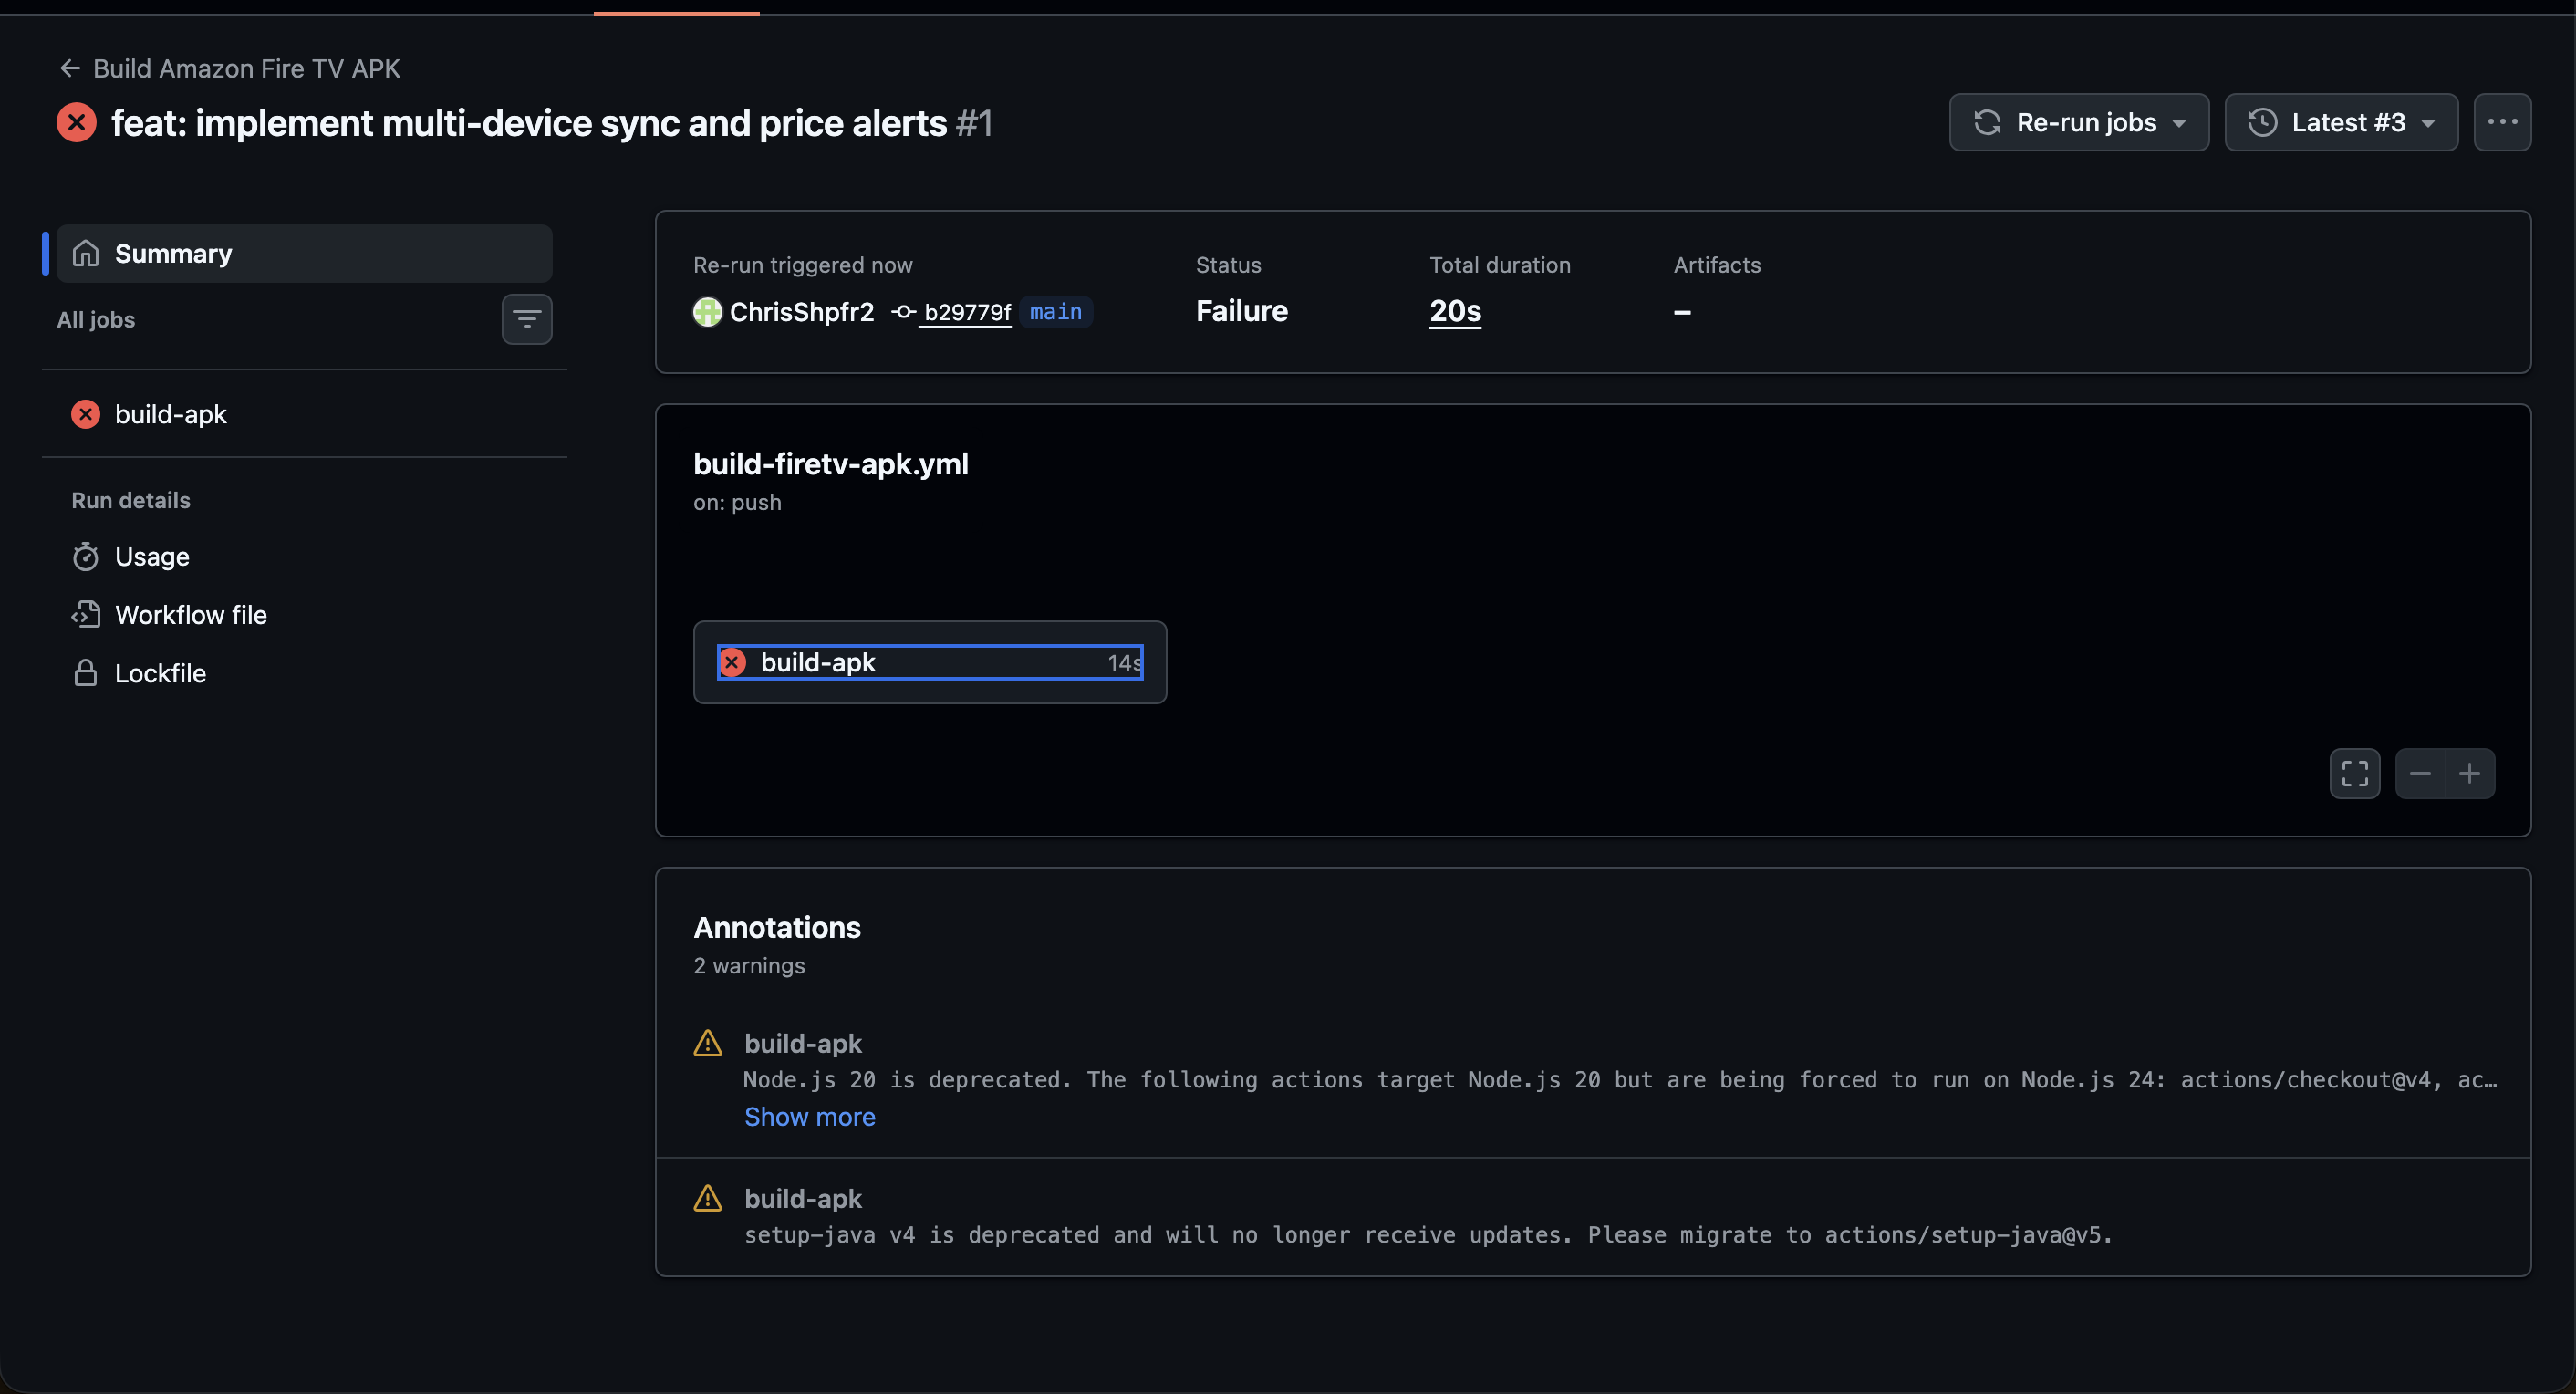 Build Amazon Fire TV APK
feat: implement multi-device sync and price alerts #1
Re-run jobs
Latest #3
Summary
All jobs
build-apk
Run details
Usage
Workflow file
Lockfile
Re-run triggered now
ChrisShpfr2 b29779f main
Status
Failure
Total duration
20s
Artifacts
–
build-firetv-apk.yml
on: push
build-apk 14s
Annotations
2 warnings
build-apk
Node.js 20 is deprecated. The following actions target Node.js 20 but are being forced to run on Node.js 24: actions/checkout@v4, ac…
Show more
build-apk
setup-java v4 is deprecated and will no longer receive updates. Please migrate to actions/setup-java@v5.